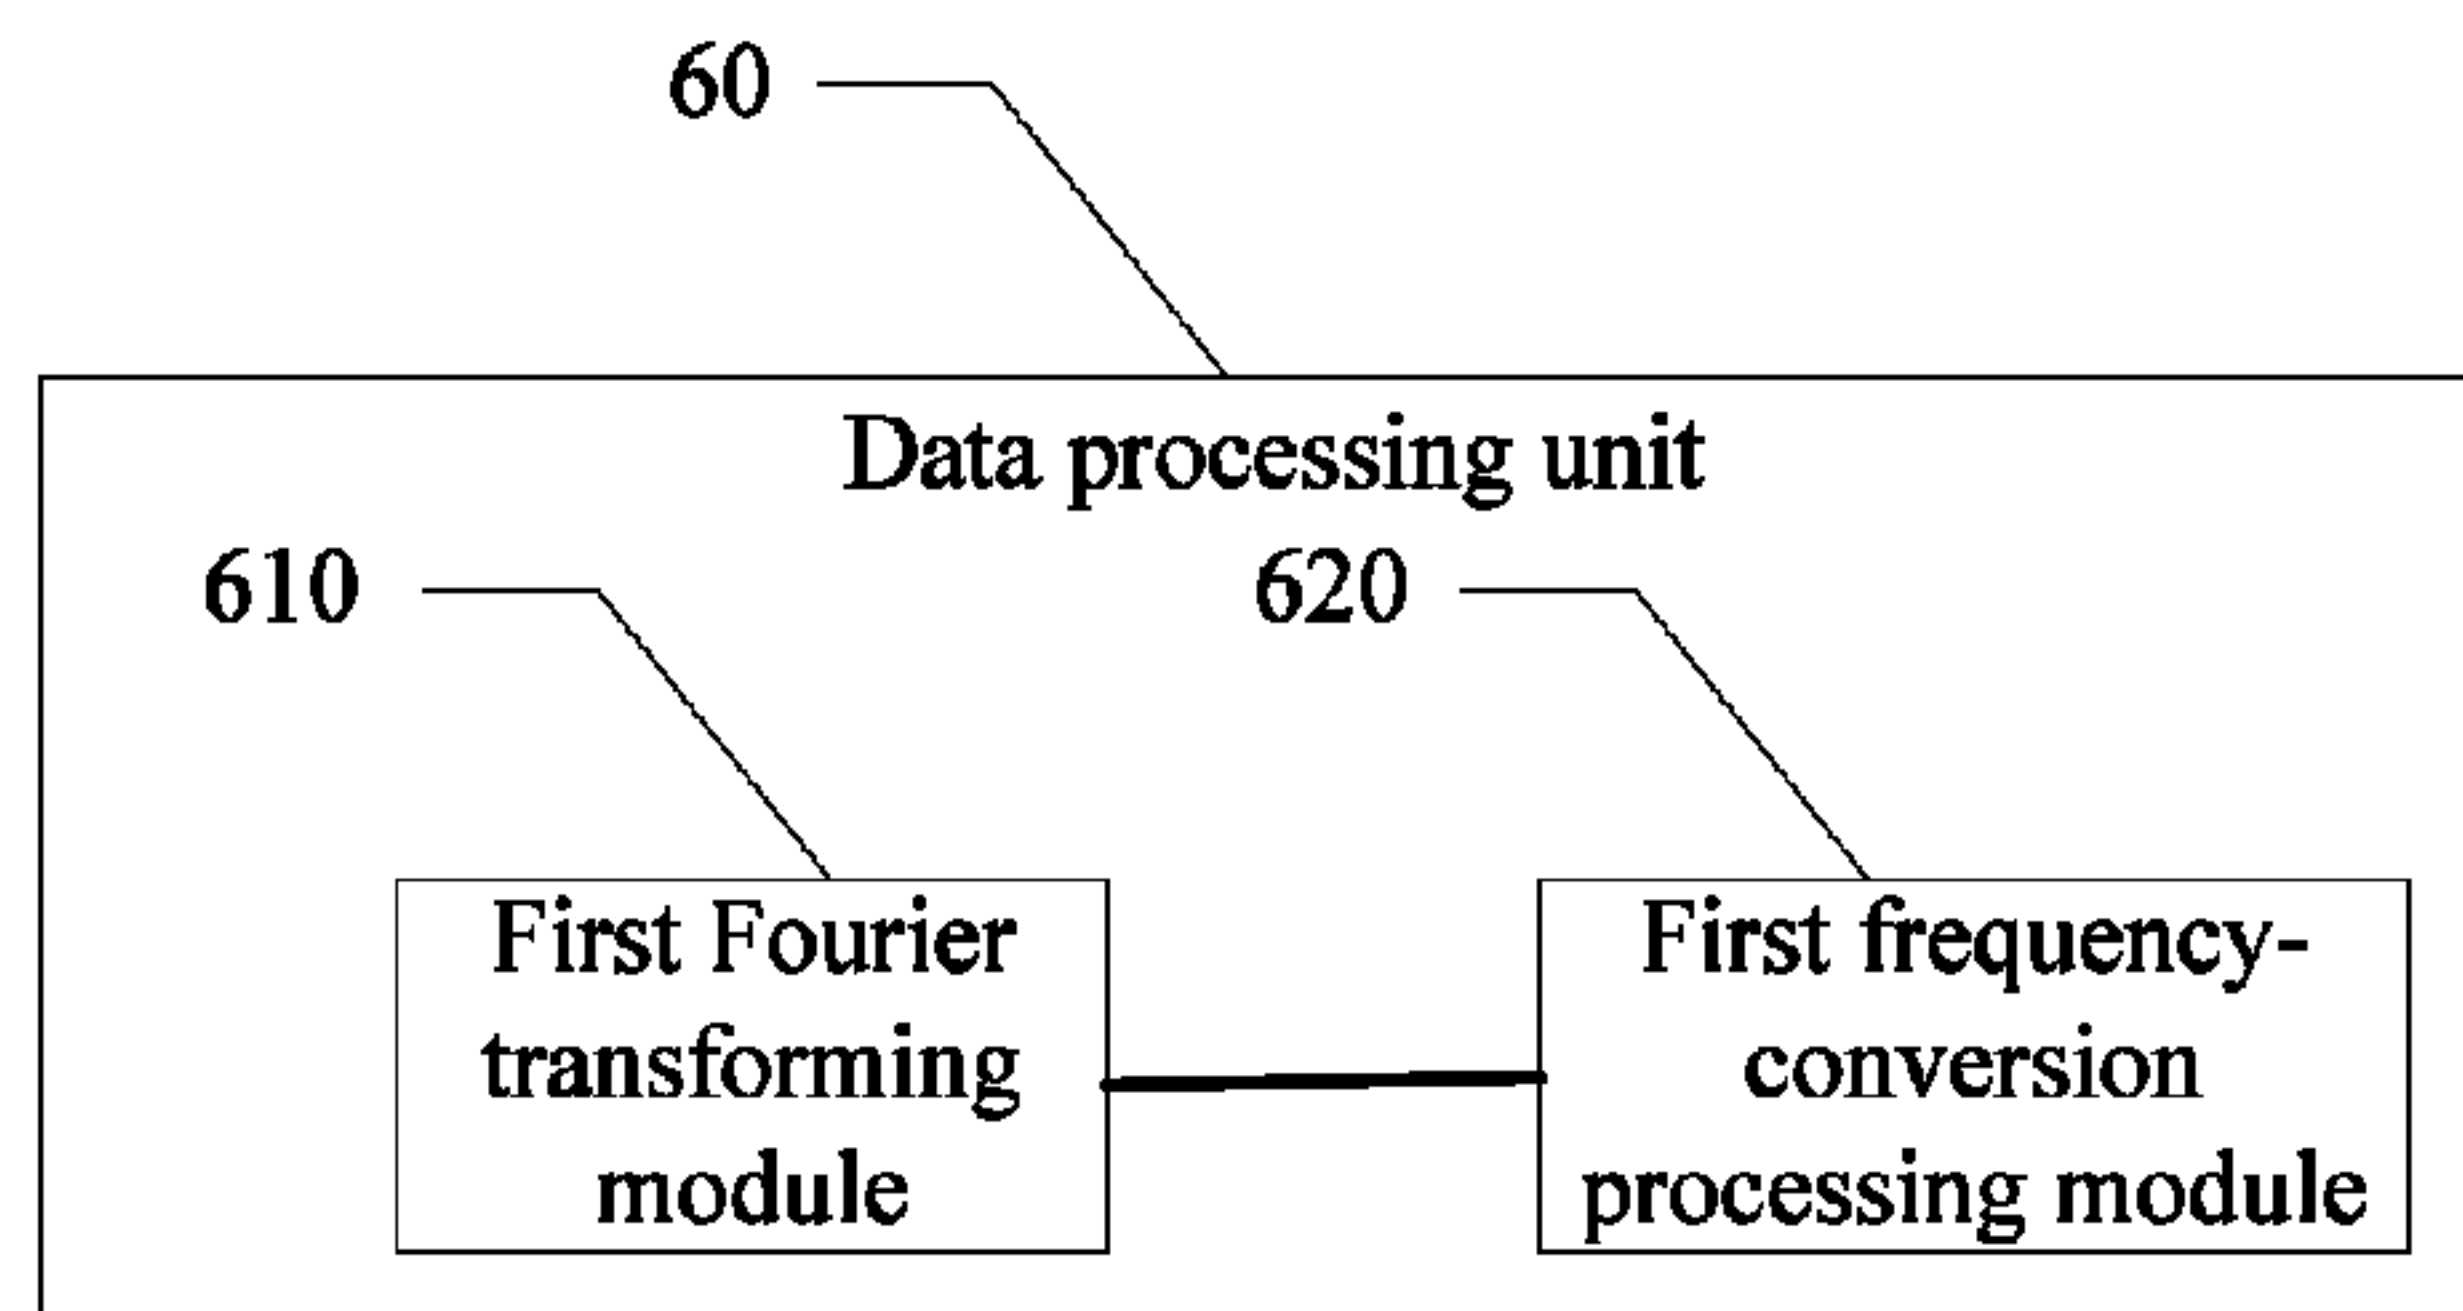 60
Data processing unit
610
620
First Fourier
transforming
module
First frequency-
conversion
processing module